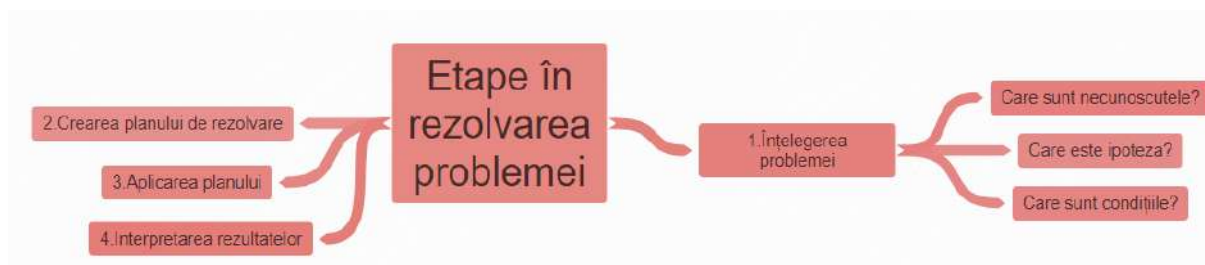 Etape în
rezolvarea
problemei
1.Înțelegerea
problemei
Care sunt necunoscutele?
Care este ipoteza?
Care sunt condițiile?
2.Crearea planului de rezolvare
3.Aplicarea planului
4.Interpretarea rezultatelor